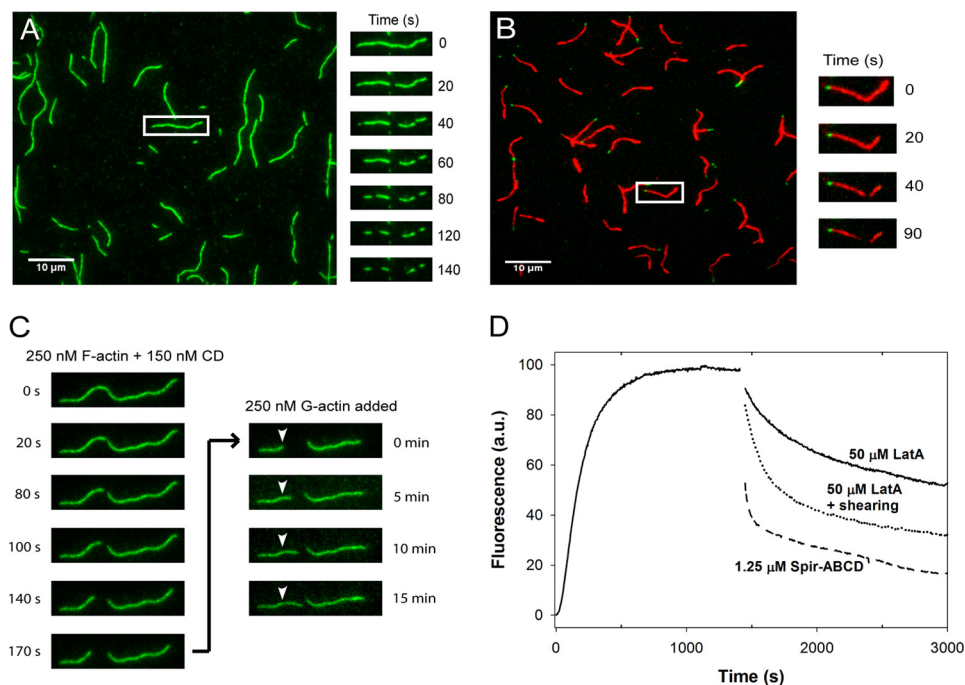 A
Time (s)
0
20
40
60
80
120
140
10 µm
B
Time (s)
0
20
40
90
10 µm
C
250 nM F-actin + 150 nM CD
0 s
20 s
80 s
100 s
140 s
170 s
250 nM G-actin added
0 min
5 min
10 min
15 min
D
Fluorescence (a.u.)
100
80
60
40
20
0
50 µM LatA
50 µM LatA
+ shearing
1.25 µM Spir-ABCD
0
1000
2000
3000
Time (s)